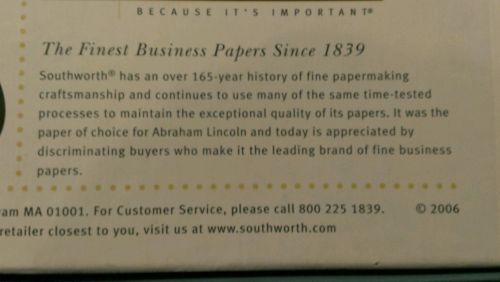 BECAUSE IT'S IMPORTANT®
The Finest Business Papers Since 1839
Southworth® has an over 165-year history of fine papermaking
craftsmanship and continues to use many of the same time-tested
processes to maintain the exceptional quality of its papers. It was the
paper of choice for Abraham Lincoln and today is appreciated by
discriminating buyers who make it the leading brand of fine business
papers.
am MA 01001. For Customer Service, please call 800 225 1839. © 2006
retailer closest to you, visit us at www.southworth.com